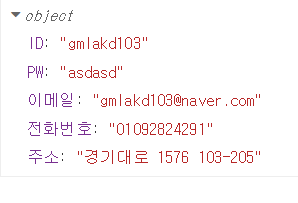 object
ID: "gmlakd103"
PW: "asdasd"
이메일: "gmlakd103@naver.com"
전화번호: "01092824291"
주소: "경기대로 1576 103-205"